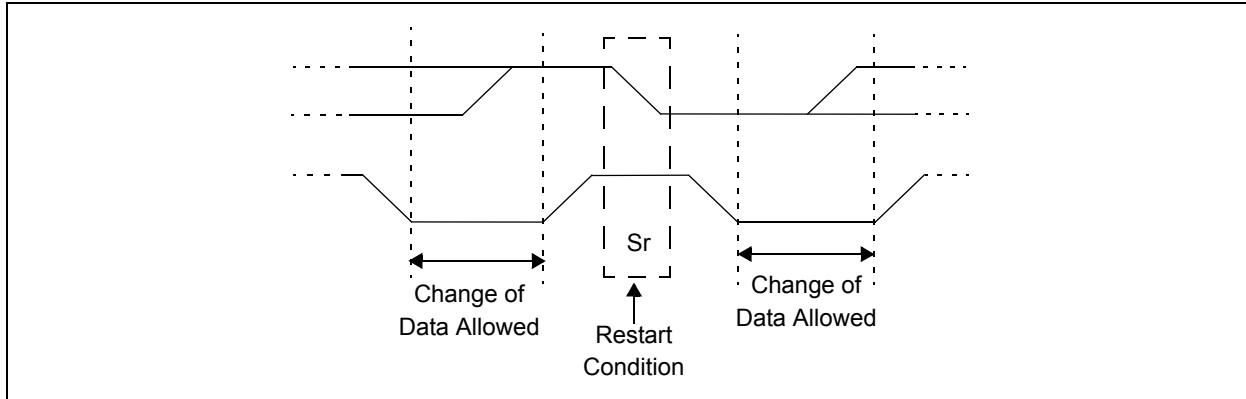 Sr
Change of
Data Allowed
Restart
Condition
Change of
Data Allowed